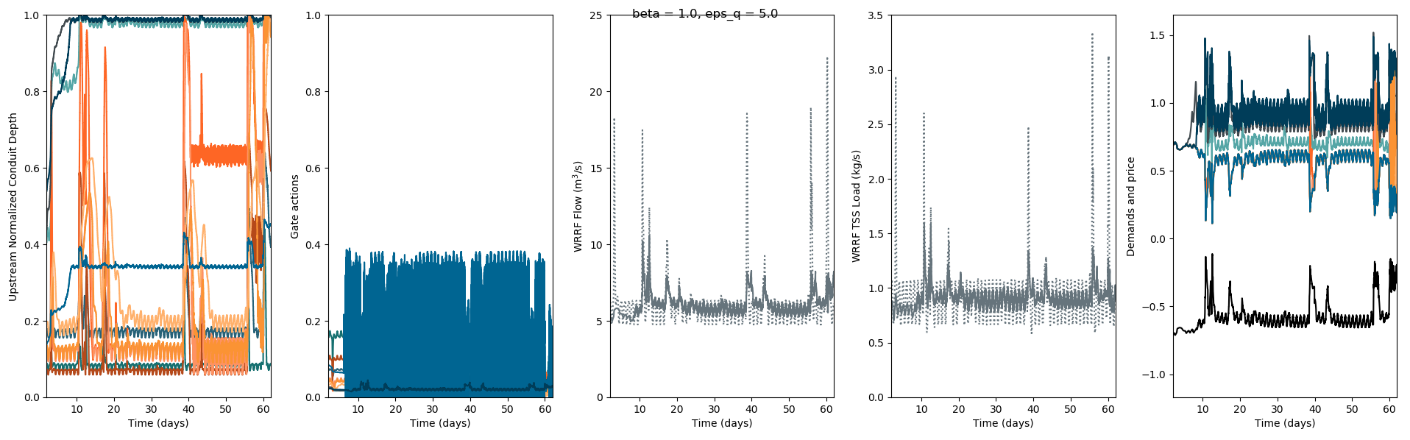 beta = 1.0, eps_q = 5.0
Upstream Normalized Conduit Depth
1.0
0.8
0.6
0.4
0.2
0.0
10 20 30 40 50 60
Time (days)
Gate actions
1.0
0.8
0.6
0.4
0.2
0.0
10 20 30 40 50 60
Time (days)
WRRF Flow (m³/s)
25
20
15
10
5
0
10 20 30 40 50 60
Time (days)
WRRF TSS Load (kg/s)
3.5
3.0
2.5
2.0
1.5
1.0
0.5
0.0
10 20 30 40 50 60
Time (days)
Demands and price
1.5
1.0
0.5
0.0
−0.5
−1.0
10 20 30 40 50 60
Time (days)